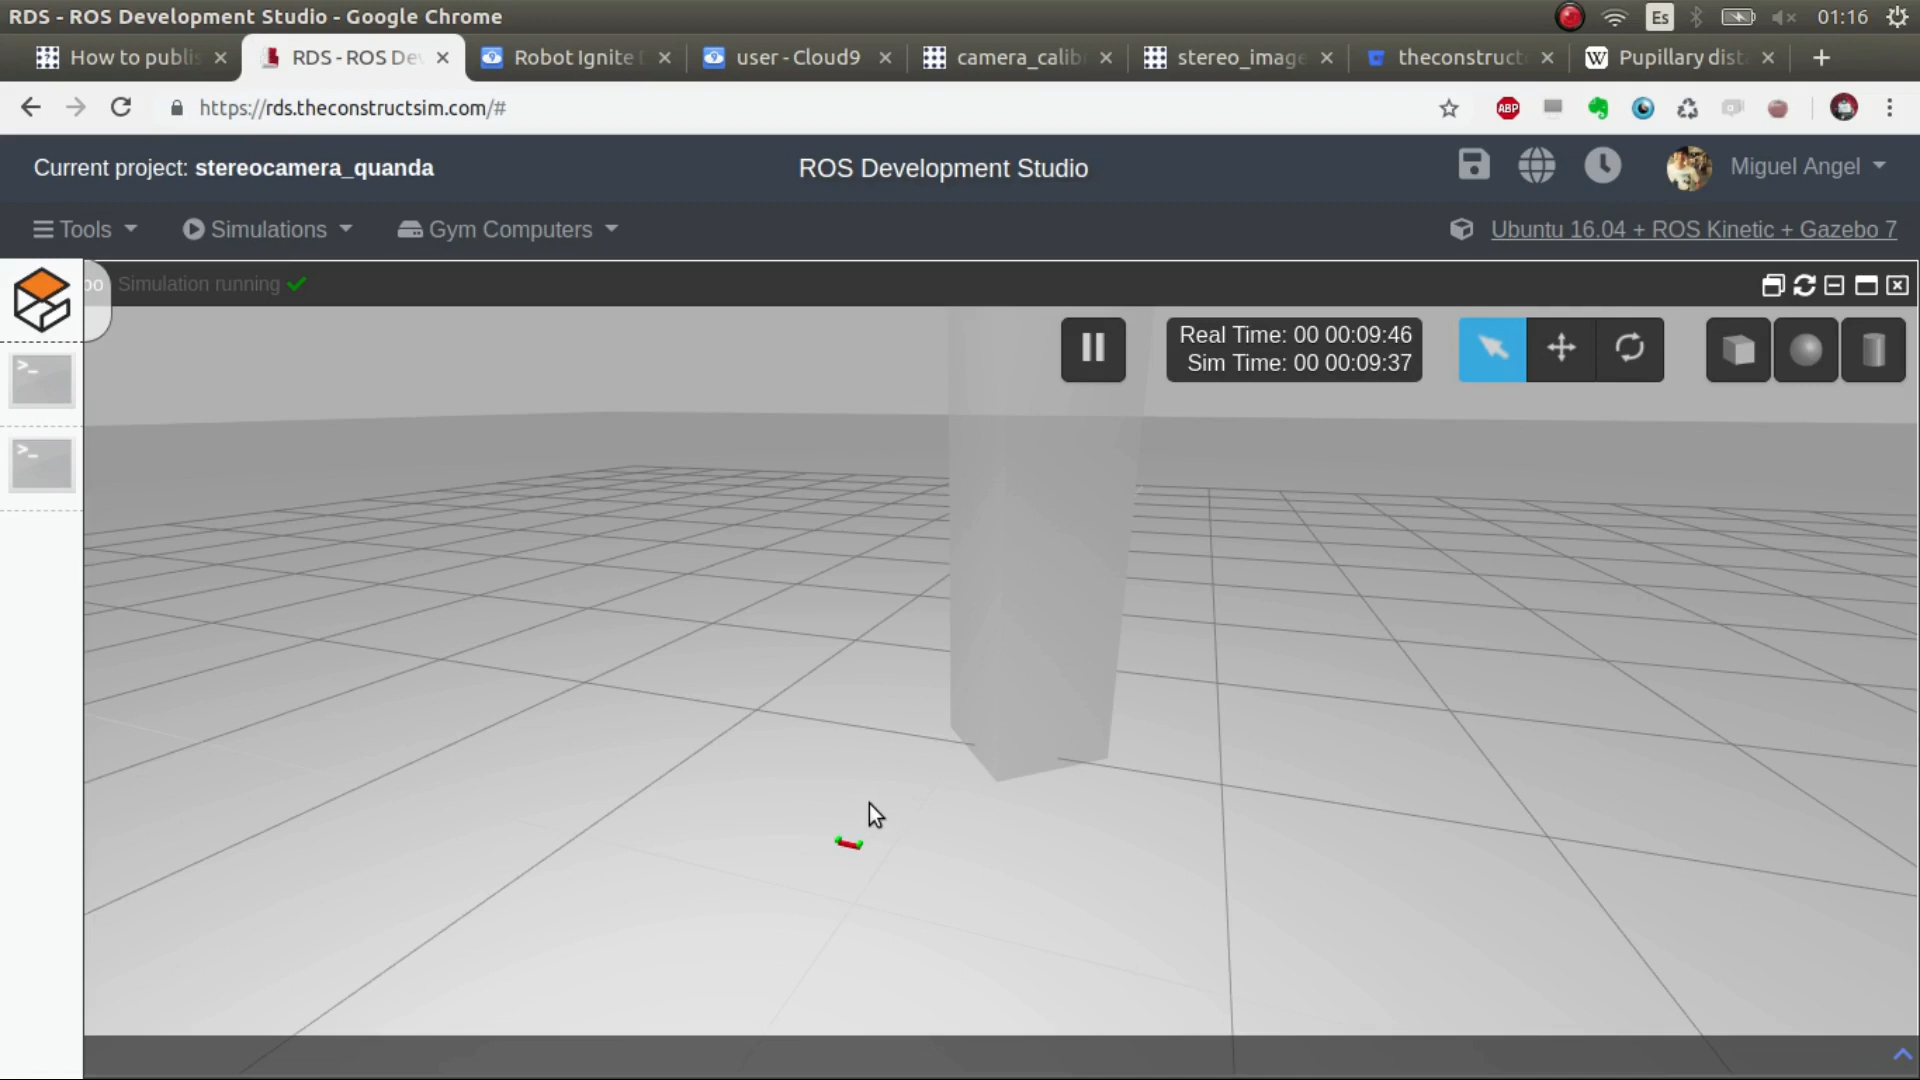 RDS - ROS Development Studio - Google Chrome
Es
01:16
How to publis
RDS - ROS De
Robot Ignite
user - Cloud9
camera_calib
stereo_image
theconstruct
Pupillary dist
https://rds.theconstructsim.com/#
ABP
Current project: stereocamera_quanda
ROS Development Studio
Miguel Angel
Tools
Simulations
Gym Computers
Ubuntu 16.04 + ROS Kinetic + Gazebo 7
bo Simulation running
Real Time: 00 00:09:46
Sim Time: 00 00:09:37
>_
>_